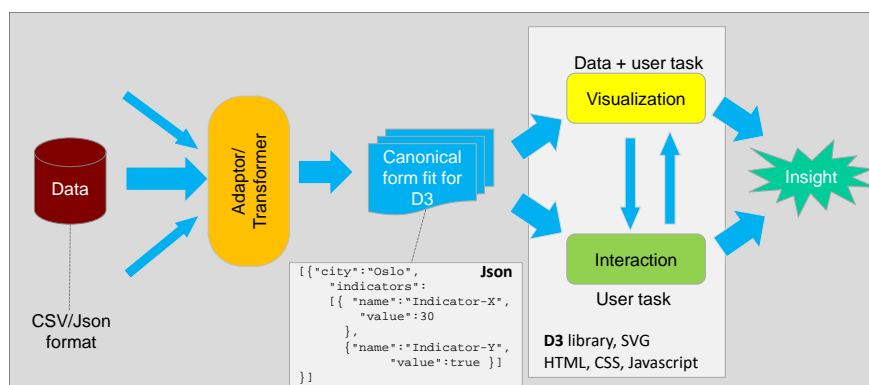 Data
CSV/Json
format
Adaptor/
Transformer
Canonical
form fit for
D3
Json
[{"city":“Oslo",
"indicators":
[{ "name":“Indicator-X",
"value":30
},
{"name":"Indicator-Y",
"value":true }]
}]
Data + user task
Visualization
Interaction
User task
D3 library, SVG
HTML, CSS, Javascript
Insight